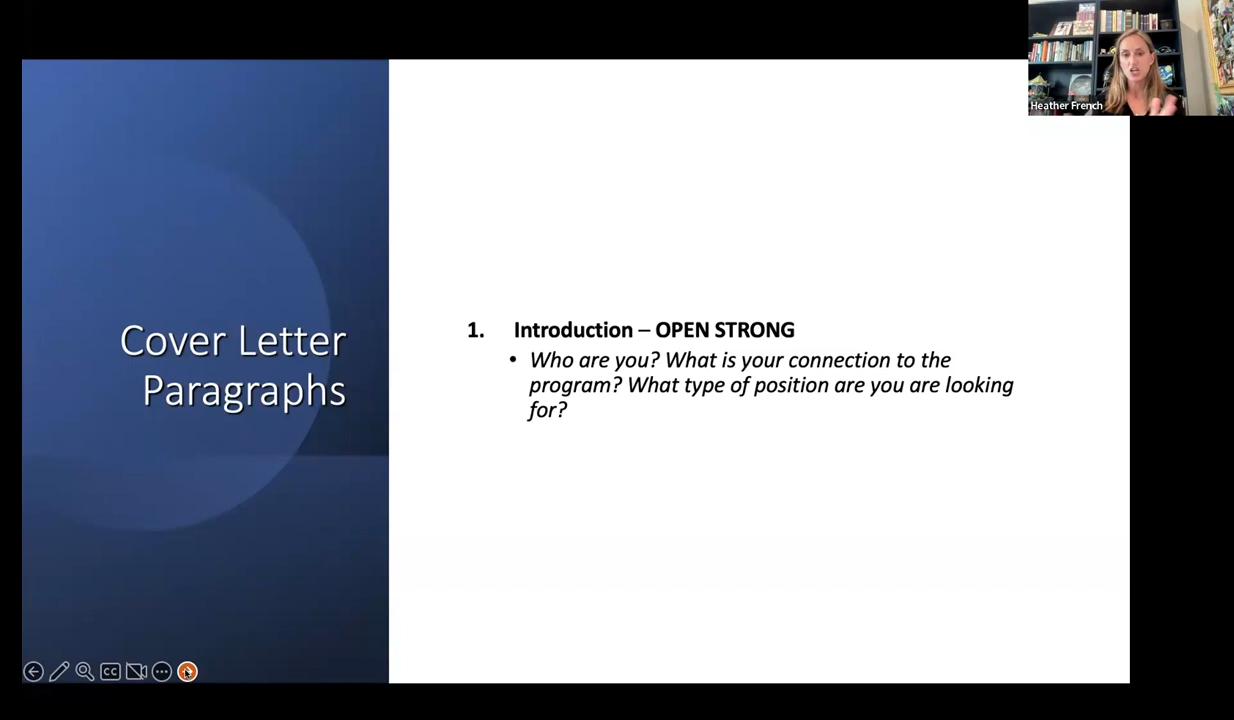 Heather French
Cover Letter
Paragraphs
1. Introduction – OPEN STRONG
• Who are you? What is your connection to the
program? What type of position are you are looking
for?
CC